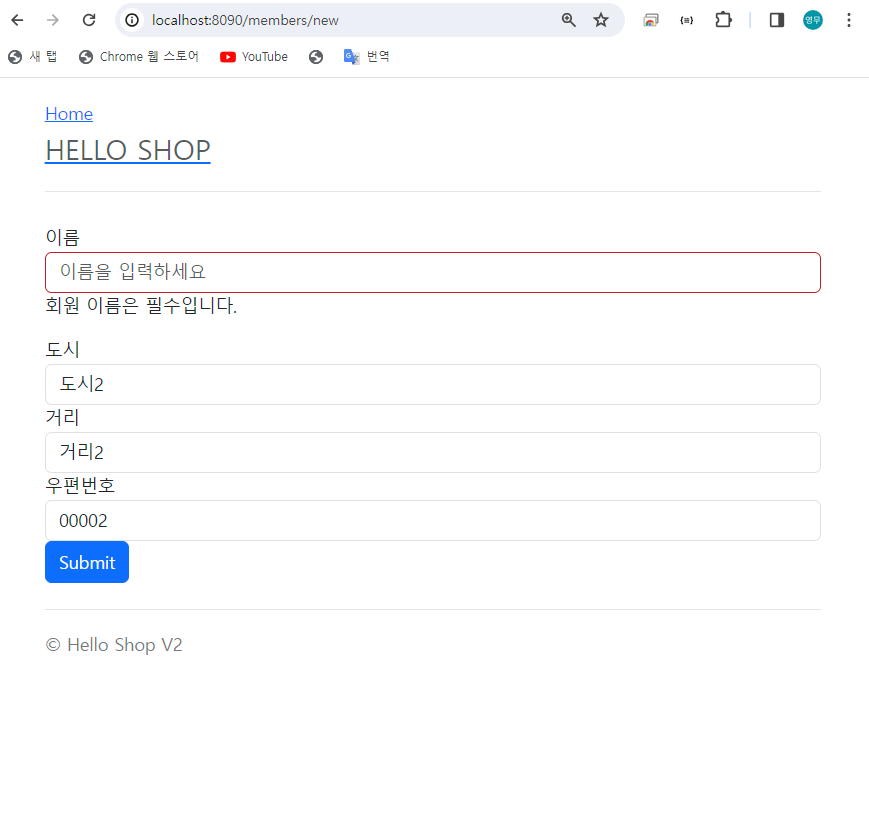 localhost:8090/members/new
영무
새 탭 Chrome 웹 스토어 YouTube 번역
Home
HELLO SHOP
이름
이름을 입력하세요
회원 이름은 필수입니다.
도시
도시2
거리
거리2
우편번호
00002
Submit
© Hello Shop V2